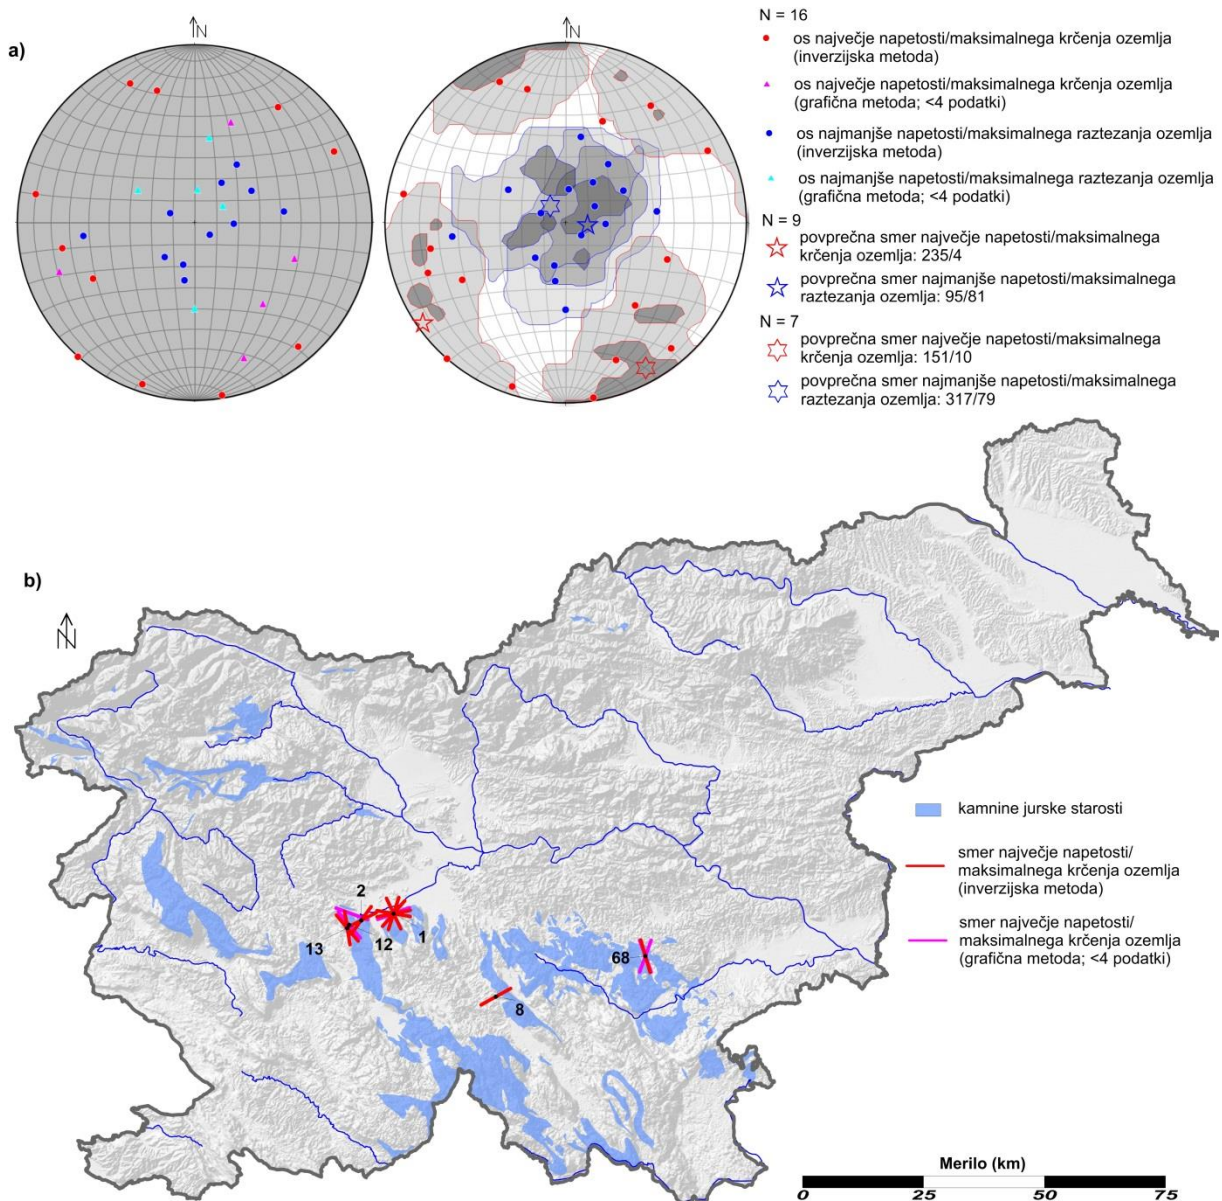 a)
N
N
N = 16
os največje napetosti/maksimalnega krčenja ozemlja
(inverzijska metoda)
os največje napetosti/maksimalnega krčenja ozemlja
(grafična metoda; <4 podatki)
os najmanjše napetosti/maksimalnega raztezanja ozemlja
(inverzijska metoda)
os najmanjše napetosti/maksimalnega raztezanja ozemlja
(grafična metoda; <4 podatki)
N = 9
povprečna smer največje napetosti/maksimalnega
krčenja ozemlja: 235/4
povprečna smer najmanjše napetosti/maksimalnega
raztezanja ozemlja: 95/81
N = 7
povprečna smer največje napetosti/maksimalnega
krčenja ozemlja: 151/10
povprečna smer najmanjše napetosti/maksimalnega
raztezanja ozemlja: 317/79
b)
N
kamnine jurske starosti
smer največje napetosti/
maksimalnega krčenja ozemlja
(inverzijska metoda)
smer največje napetosti/
maksimalnega krčenja ozemlja
(grafična metoda; <4 podatki)
2
13
12
1
68
8
Merilo (km)
0 25 50 75